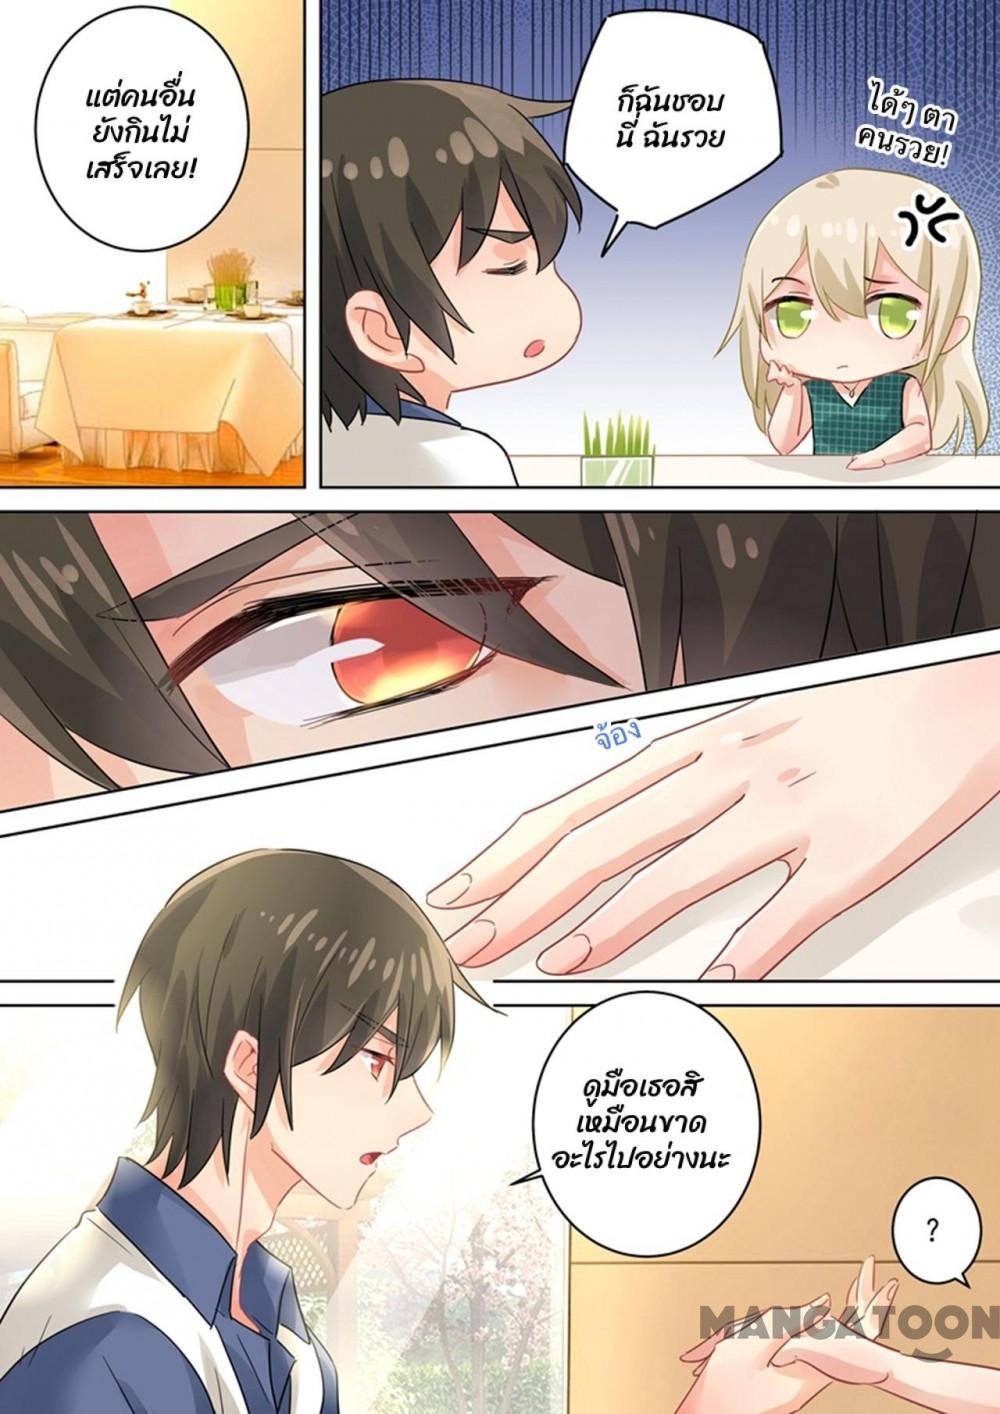 แต่คนอื่น
ยังกินไม่
เสร็จเลย!
ก็ฉันชอบ
นี่ ฉันรวย
ได้ๆ ตา
คนรวย!
จ้อง
ดูมือเธอสิ
เหมือนขาด
อะไรไปอย่างนะ
?
MANGATOON